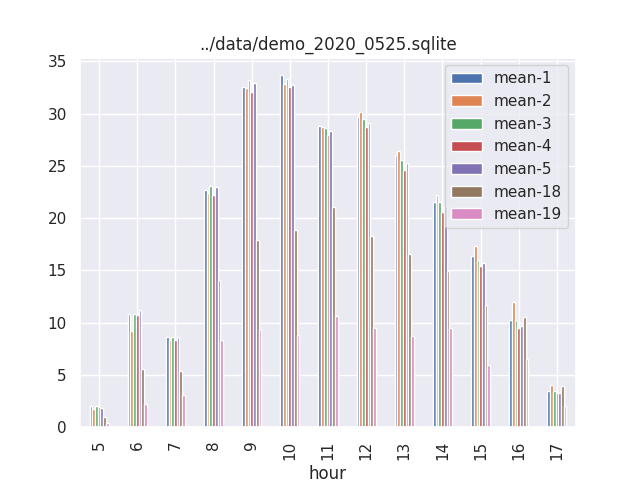 ../data/demo_2020_0525.sqlite
35
30
25
20
15
10
5
0
mean-1
mean-2
mean-3
mean-4
mean-5
mean-18
mean-19
5 6 7 8 9 10 11 12 13 14 15 16 17
hour